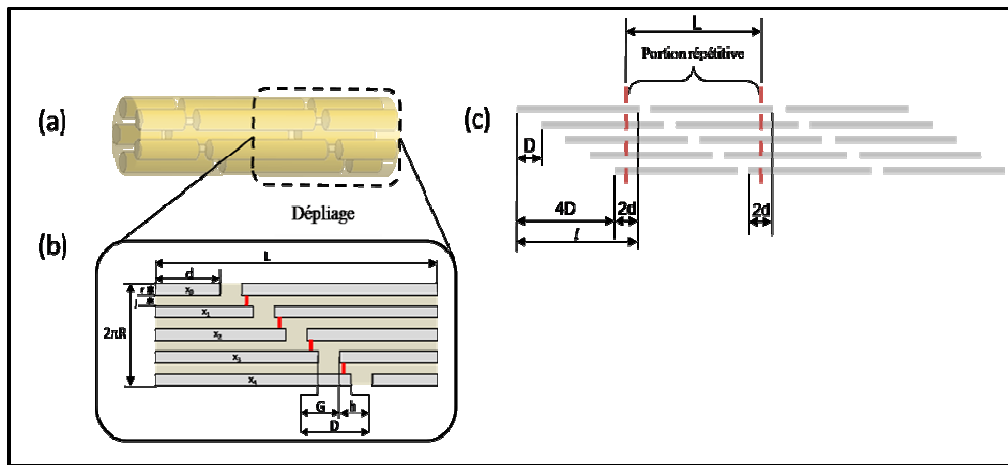 (a)
Dépliage
(b)
L
d
r
l
2πR
x₀
x₁
x₂
x₃
x₄
G
h
D
(c)
L
Portion répétitive
D
4D
2d
2d
l